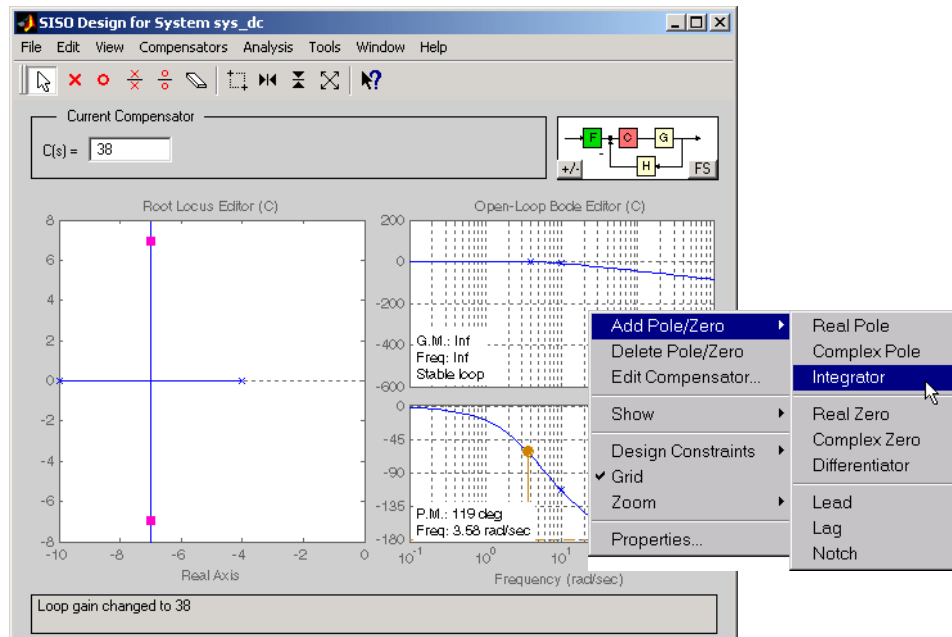 SISO Design for System sys_dc
File Edit View Compensators Analysis Tools Window Help
Current Compensator
C(s) = 38
F C G
H
+/- FS
Root Locus Editor (C)
8
6
4
2
0
-2
-4
-6
-8
-10 -8 -6 -4 -2 0
Real Axis
Open-Loop Bode Editor (C)
200
0
-200
-400
-600
G.M.: Inf
Freq: Inf
Stable loop
0
-45
-90
-135
-180
P.M.: 119 deg
Freq: 3.58 rad/sec
10-1 100 101
Frequency (rad/sec)
Add Pole/Zero
Delete Pole/Zero
Edit Compensator...
Show
Design Constraints
Grid
Zoom
Properties...
Real Pole
Complex Pole
Integrator
Real Zero
Complex Zero
Differentiator
Lead
Lag
Notch
Loop gain changed to 38